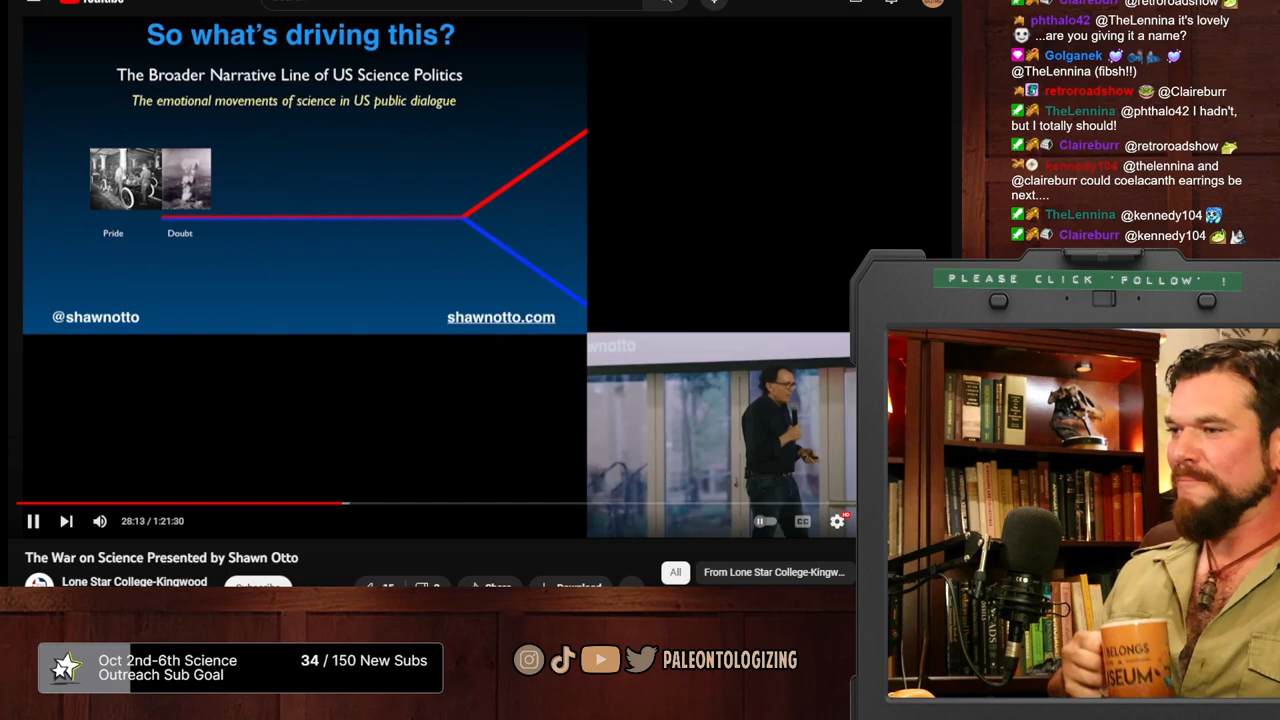 So what's driving this?
The Broader Narrative Line of US Science Politics
The emotional movements of science in US public dialogue
Pride
Doubt
@shawnotto
shawnotto.com
28:13 / 1:21:30
CC
HD
The War on Science Presented by Shawn Otto
Lone Star College-Kingwood
All
From Lone Star College-Kingw...
phthalo42 @TheLennina it's lovely
...are you giving it a name?
Golganek
@TheLennina (fibsh!!)
retroroadshow @Claireburr
TheLennina @phthalo42 I hadn't,
but I totally should!
Claireburr @retroroadshow
kennedy104 @thelennina and
@claireburr could coelacanth earrings be
next....
TheLennina @kennedy104
Claireburr @kennedy104
PLEASE CLICK 'FOLLOW' !
BELONGS
IN A
Oct 2nd-6th Science
Outreach Sub Goal
34 / 150 New Subs
PALEONTOLOGIZING